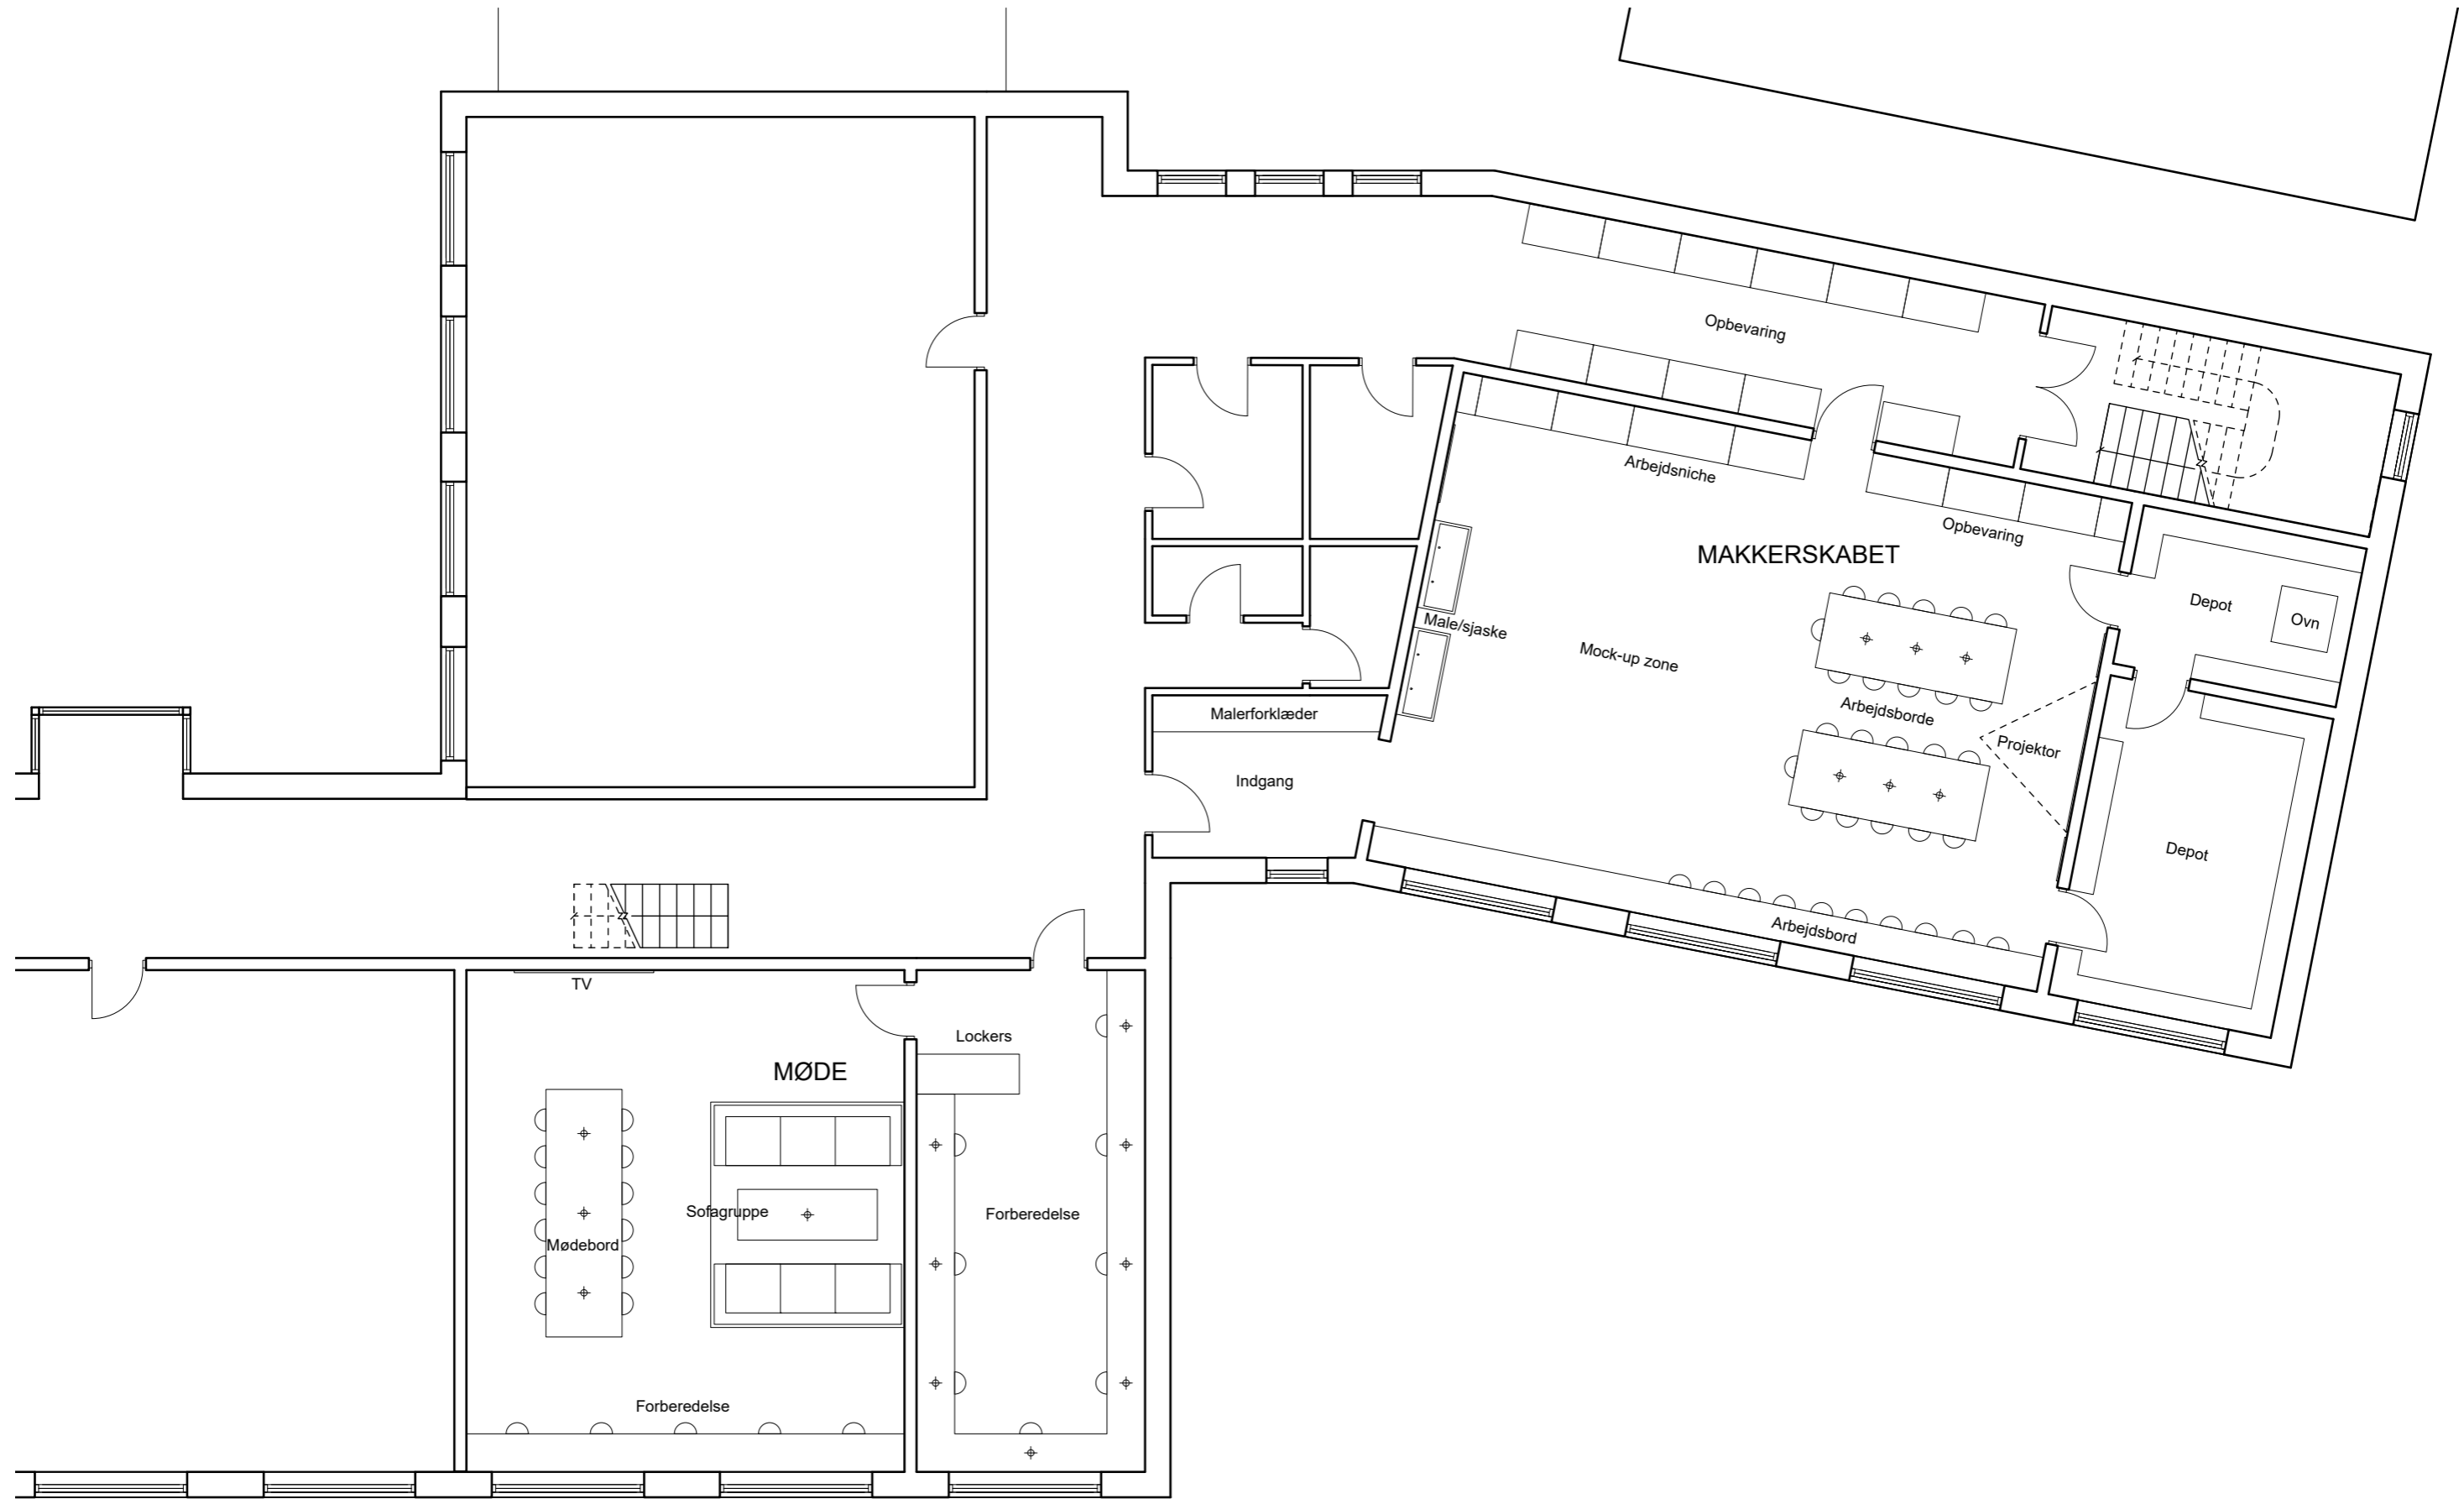 Opbevaring
Arbejdsniche
Opbevaring
MAKKERSKABET
Depot
Ovn
Male/sjaske
Mock-up zone
Malerforklæder
Arbejdsborde
Projektor
Indgang
Depot
Arbejdsbord
TV
Lockers
MØDE
Sofagruppe
Forberedelse
Mødebord
Forberedelse